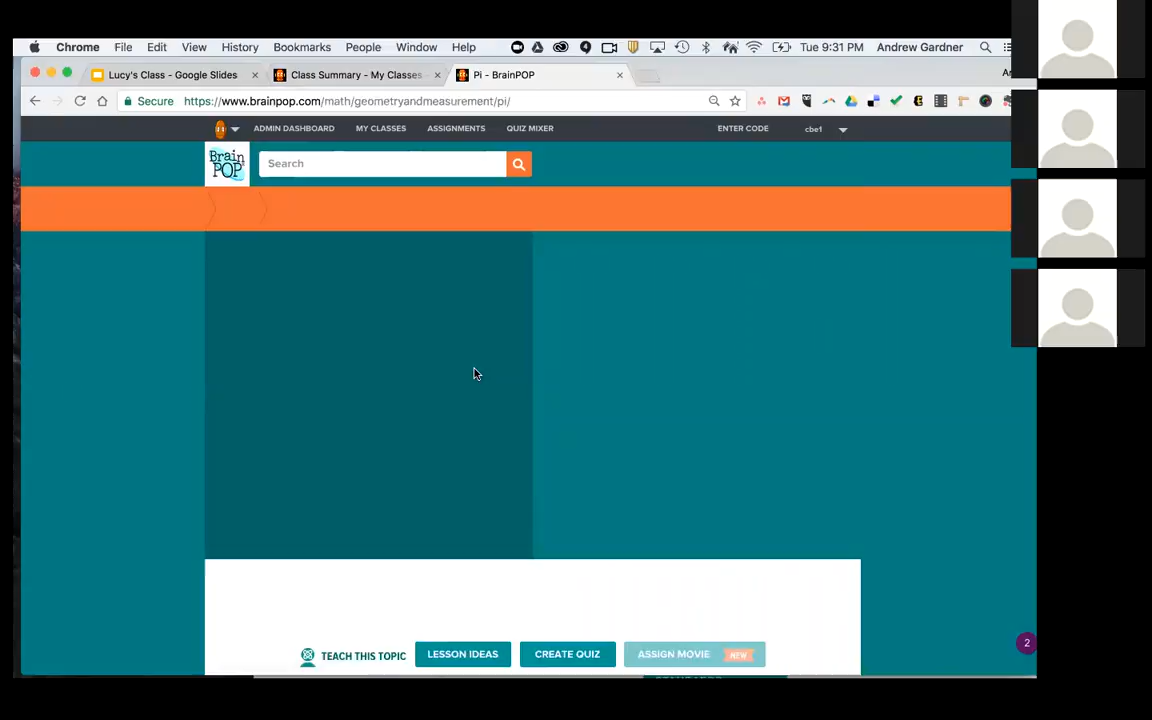 Chrome File Edit View History Bookmarks People Window Help Tue 9:31 PM Andrew Gardner
Lucy's Class - Google Slides Class Summary - My Classes Pi - BrainPOP
Secure https://www.brainpop.com/math/geometryandmeasurement/pi/
ADMIN DASHBOARD MY CLASSES ASSIGNMENTS QUIZ MIXER ENTER CODE cbe1
Brain
POP
Search
2
TEACH THIS TOPIC LESSON IDEAS CREATE QUIZ ASSIGN MOVIE NEW